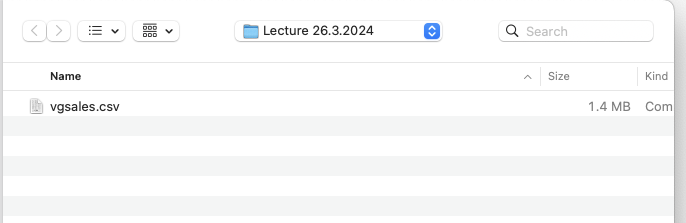 Lecture 26.3.2024
Search
Name Size Kind
vgsales.csv 1.4 MB Com